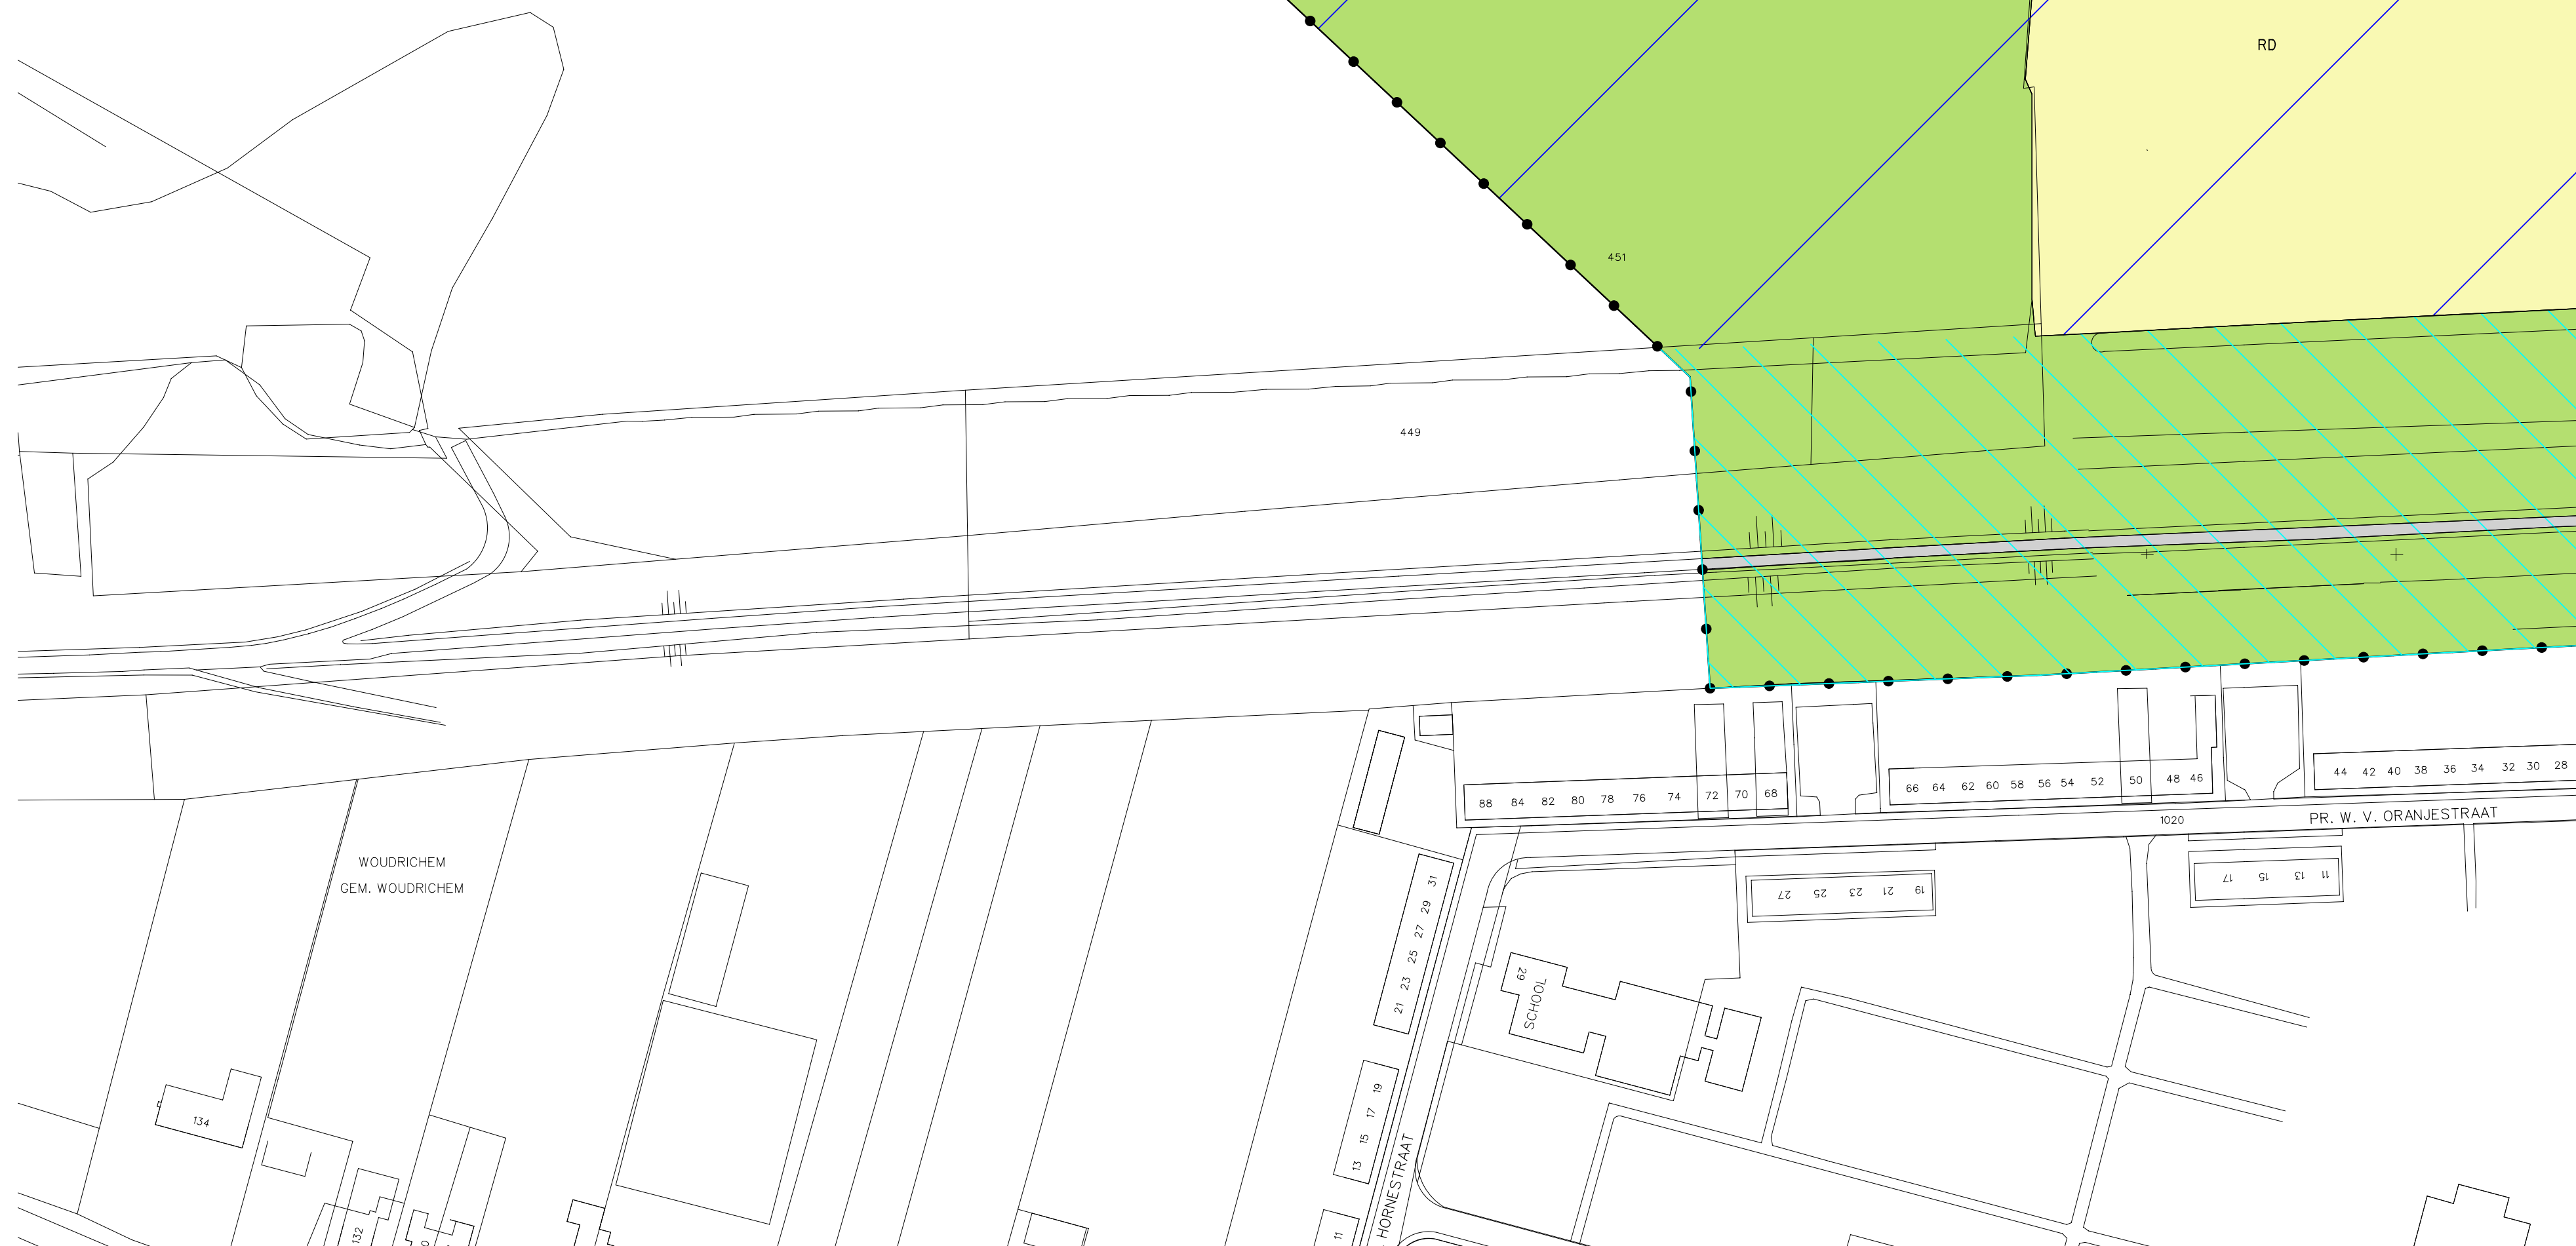 RD
451
449
88 84 82 80 78 76 74 72 70 68
66 64 62 60 58 56 54 52 50 48 46
44 42 40 38 36 34 32 30 28
1020
PR. W. V. ORANJESTRAAT
WOUDRICHEM
GEM. WOUDRICHEM
31
29
27
25
23
21
27 25 23 21 19
17 15 13 11
29
SCHOOL
19
17
15
13
11
HORNESTRAAT
134
132